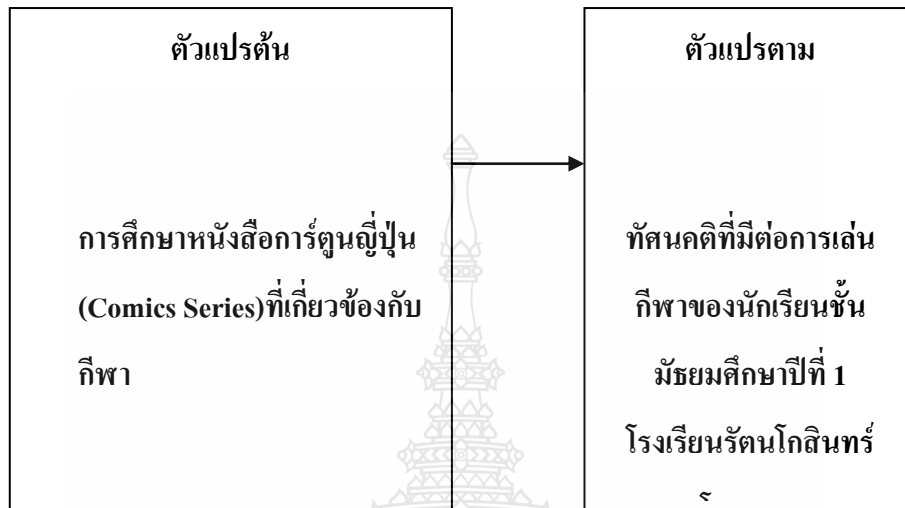 ตัวแปรต้น
การศึกษาหนังสือการ์ตูนญี่ปุ่น
(Comics Series)ที่เกี่ยวข้องกับ
กีฬา
ตัวแปรตาม
ทัศนคติที่มีต่อการเล่น
กีฬาของนักเรียนชั้น
มัธยมศึกษาปีที่ 1
โรงเรียนรัตนโกสินทร์